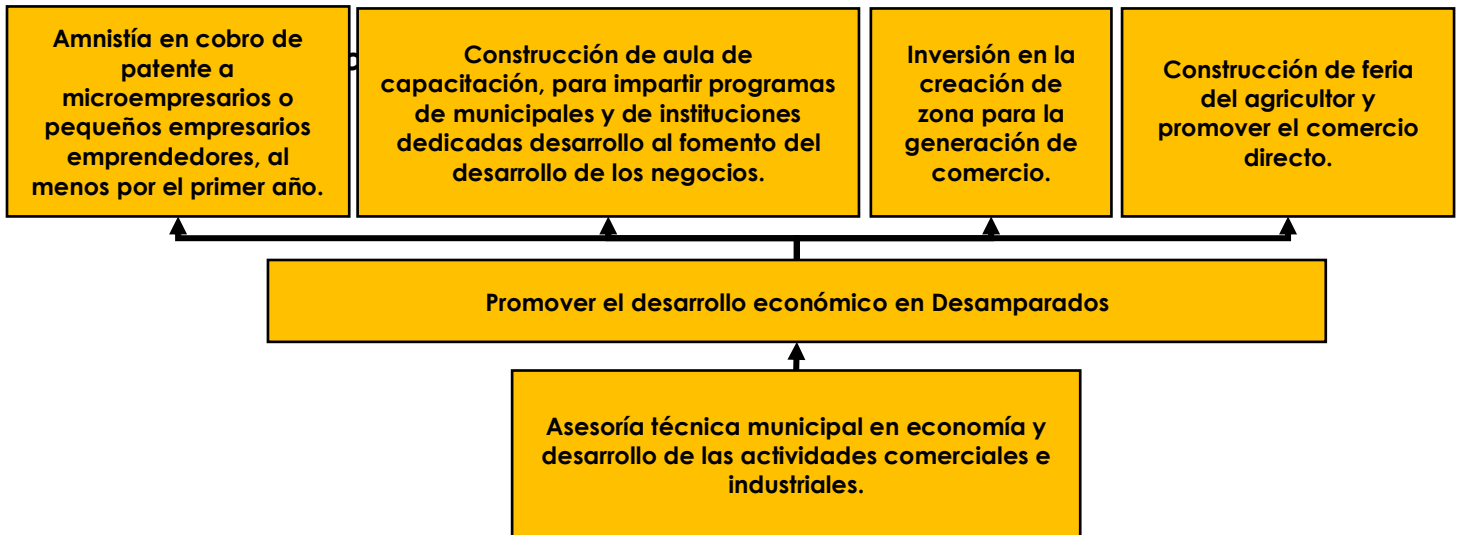 Amnistía en cobro de
patente a
microempresarios o
pequeños empresarios
emprendedores, al
menos por el primer año.
Construcción de aula de
capacitación, para impartir programas
de municipales y de instituciones
dedicadas desarrollo al fomento del
desarrollo de los negocios.
Inversión en la
creación de
zona para la
generación de
comercio.
Construcción de feria
del agricultor y
promover el comercio
directo.
Promover el desarrollo económico en Desamparados
Asesoría técnica municipal en economía y
desarrollo de las actividades comerciales e
industriales.